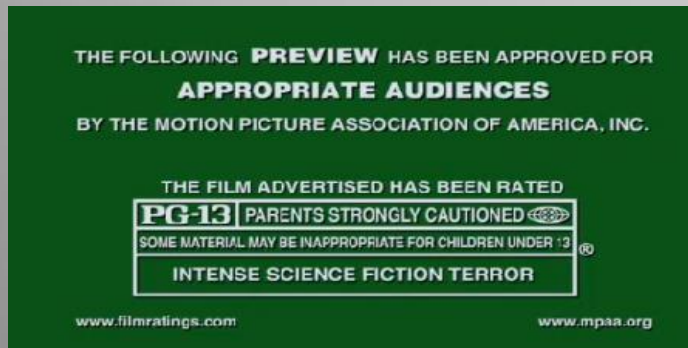 THE FOLLOWING PREVIEW HAS BEEN APPROVED FOR
APPROPRIATE AUDIENCES
BY THE MOTION PICTURE ASSOCIATION OF AMERICA, INC.
THE FILM ADVERTISED HAS BEEN RATED
PG-13 PARENTS STRONGLY CAUTIONED
SOME MATERIAL MAY BE INAPPROPRIATE FOR CHILDREN UNDER 13 ®
INTENSE SCIENCE FICTION TERROR
www.filmratings.com www.mpaa.org